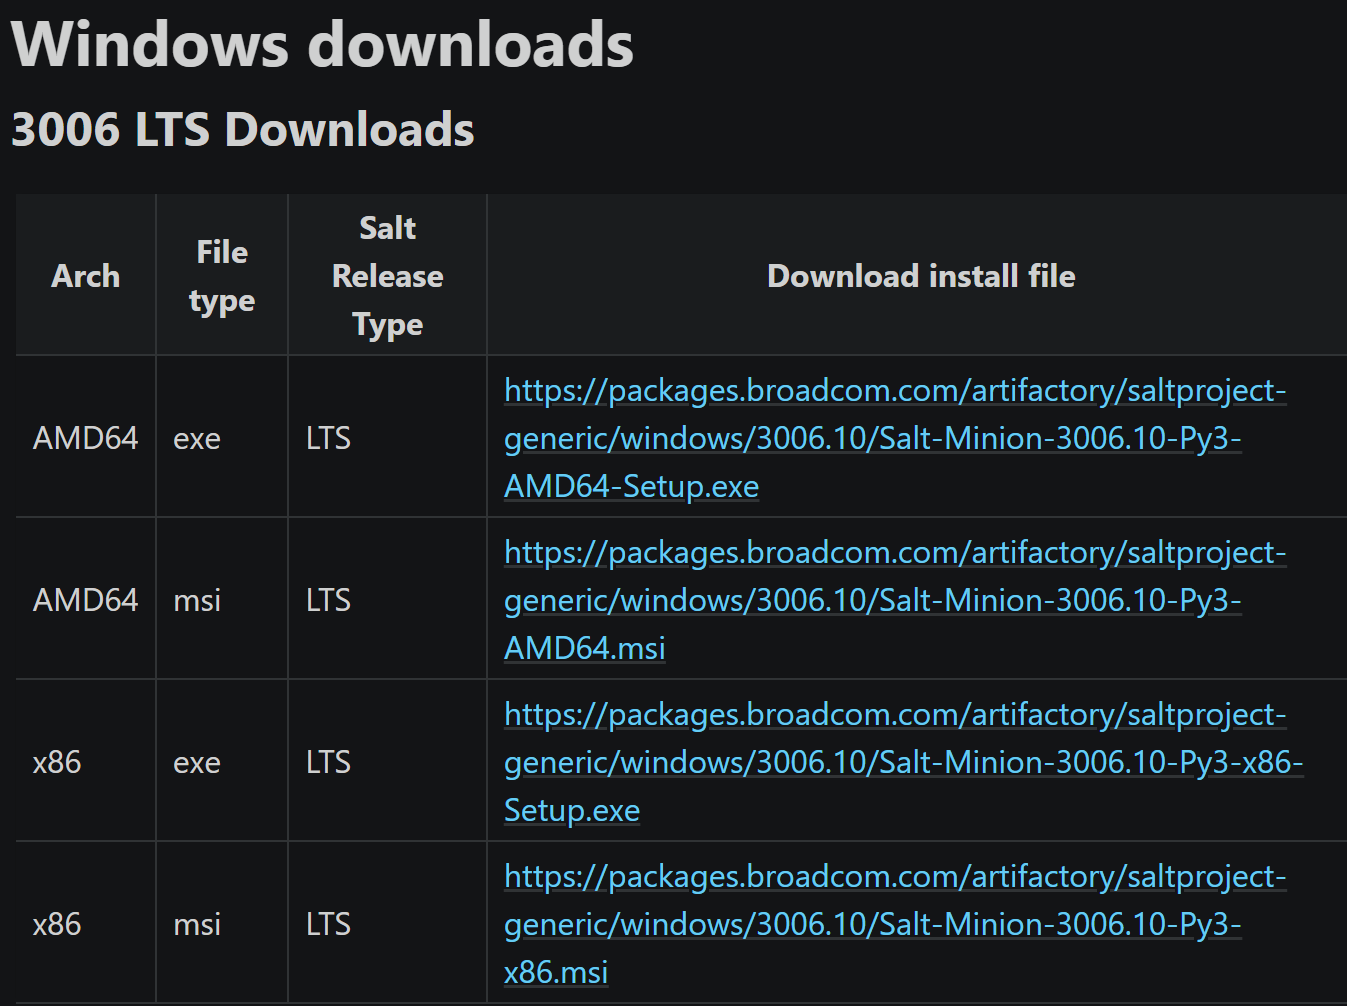 Windows downloads
3006 LTS Downloads
Arch
File
type
Salt
Release
Type
Download install file
AMD64
exe
LTS
https://packages.broadcom.com/artifactory/saltproject-
generic/windows/3006.10/Salt-Minion-3006.10-Py3-
AMD64-Setup.exe
AMD64
msi
LTS
https://packages.broadcom.com/artifactory/saltproject-
generic/windows/3006.10/Salt-Minion-3006.10-Py3-
AMD64.msi
x86
exe
LTS
https://packages.broadcom.com/artifactory/saltproject-
generic/windows/3006.10/Salt-Minion-3006.10-Py3-x86-
Setup.exe
x86
msi
LTS
https://packages.broadcom.com/artifactory/saltproject-
generic/windows/3006.10/Salt-Minion-3006.10-Py3-
x86.msi